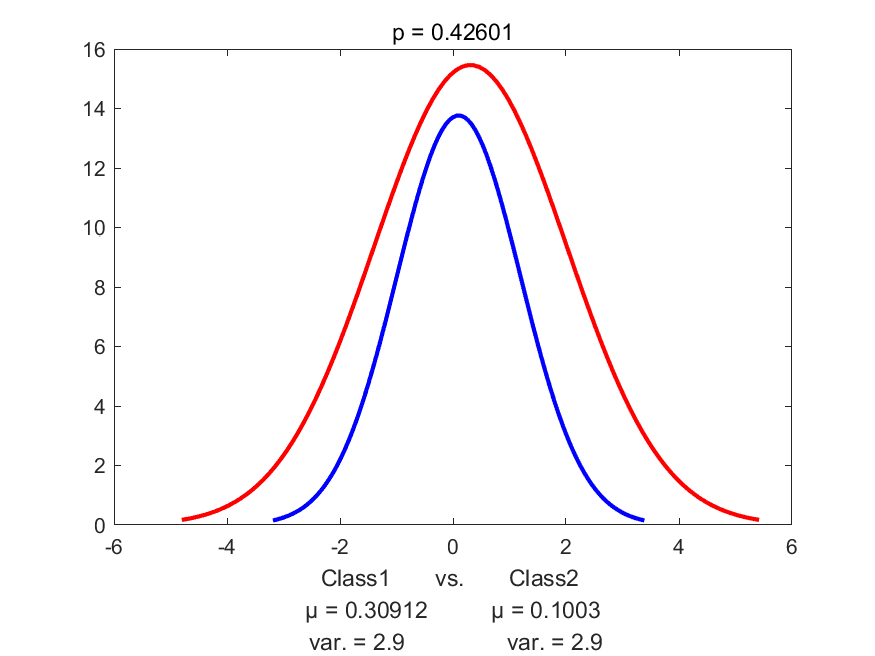 p = 0.42601
16
14
12
10
8
6
4
2
0
-6 -4 -2 0 2 4 6
Class1 vs. Class2
μ = 0.30912 μ = 0.1003
var. = 2.9 var. = 2.9